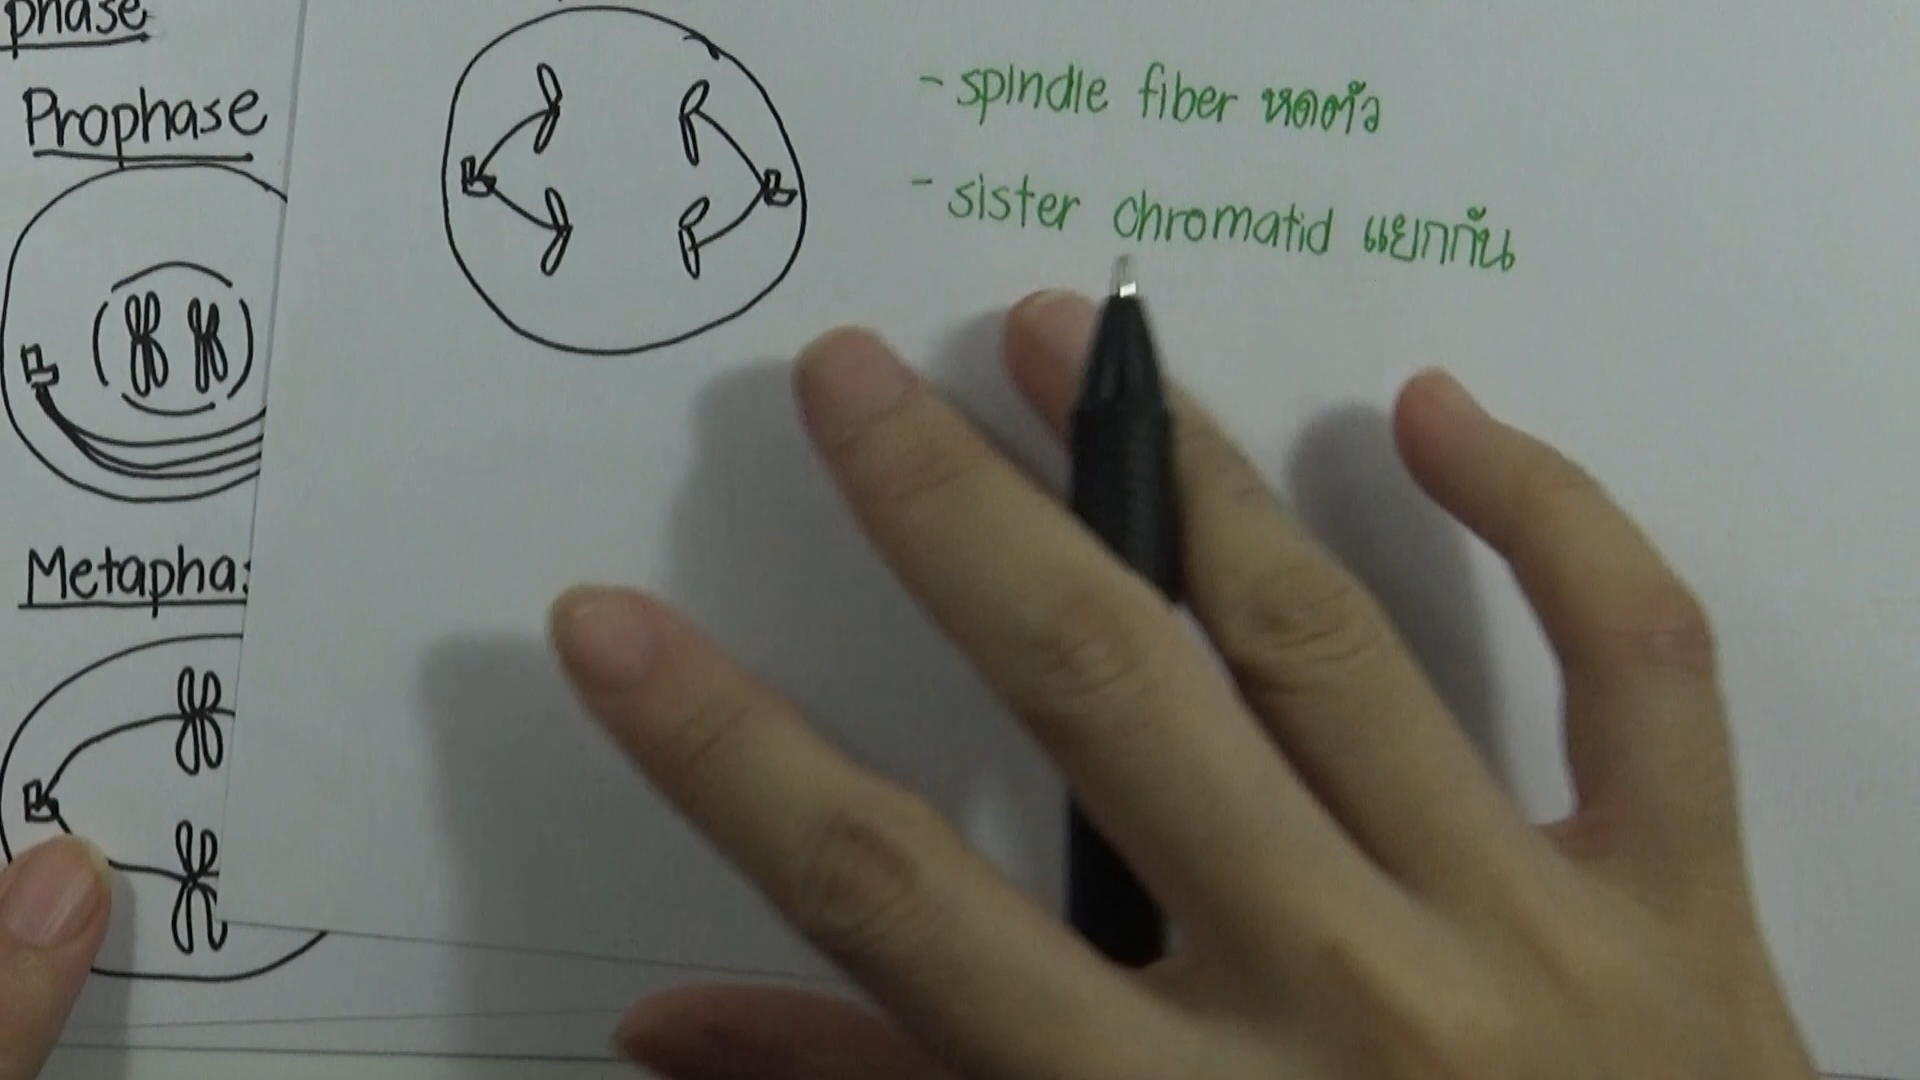 phase
Prophase
Metapha
- spindle fiber หดตัว
- sister chromatid แยกกัน